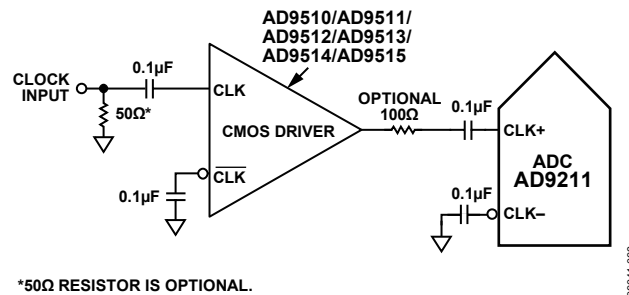 AD9510/AD9511/
AD9512/AD9513/
AD9514/AD9515
CLOCK
INPUT
0.1µF
50Ω*
CLK
CMOS DRIVER
CLK
0.1µF
OPTIONAL
100Ω
0.1µF
CLK+
ADC
AD9211
0.1µF
CLK–
*50Ω RESISTOR IS OPTIONAL.